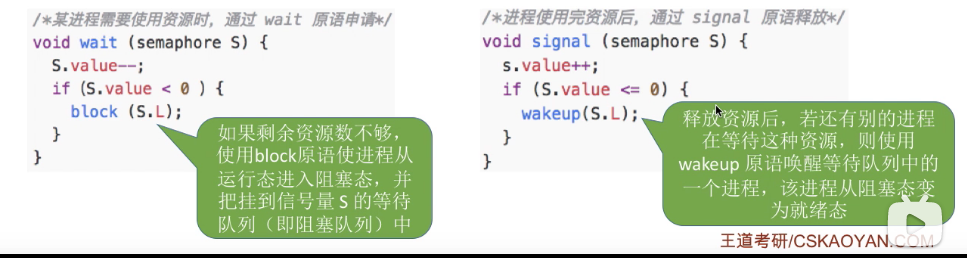 /*某进程需要使用资源时，通过 wait 原语申请*/
void wait (semaphore S) {
S.value--;
if (S.value < 0 ) {
block (S.L);
}
}
如果剩余资源数不够，
使用block原语使进程从
运行态进入阻塞态，并
把挂到信号量 S 的等待
队列（即阻塞队列）中
/*进程使用完资源后，通过 signal 原语释放*/
void signal (semaphore S) {
s.value++;
if (S.value <= 0) {
wakeup(S.L);
}
}
释放资源后，若还有别的进程
在等待这种资源，则使用
wakeup 原语唤醒等待队列中的
一个进程，该进程从阻塞态变
为就绪态
王道考研/CSKAOYAN.COM